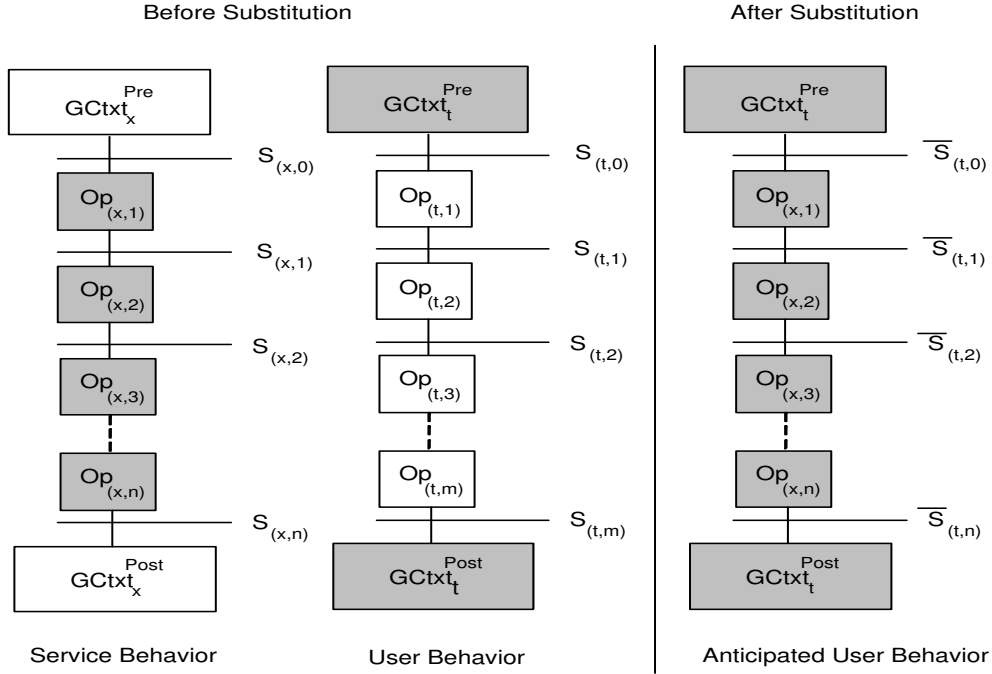 Before Substitution
After Substitution
GCtxt_x^Pre
S_(x,0)
Op_(x,1)
S_(x,1)
Op_(x,2)
S_(x,2)
Op_(x,3)
Op_(x,n)
S_(x,n)
GCtxt_x^Post
Service Behavior
GCtxt_t^Pre
S_(t,0)
Op_(t,1)
S_(t,1)
Op_(t,2)
S_(t,2)
Op_(t,3)
Op_(t,m)
S_(t,m)
GCtxt_t^Post
User Behavior
GCtxt_t^Pre
S̅_(t,0)
Op_(x,1)
S̅_(t,1)
Op_(x,2)
S̅_(t,2)
Op_(x,3)
Op_(x,n)
S̅_(t,n)
GCtxt_t^Post
Anticipated User Behavior